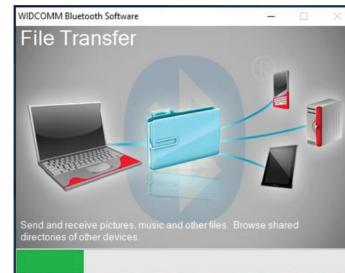 WIDCOMM Bluetooth Software
File Transfer
®
Send and receive pictures, music and other files. Browse shared
directories of other devices.